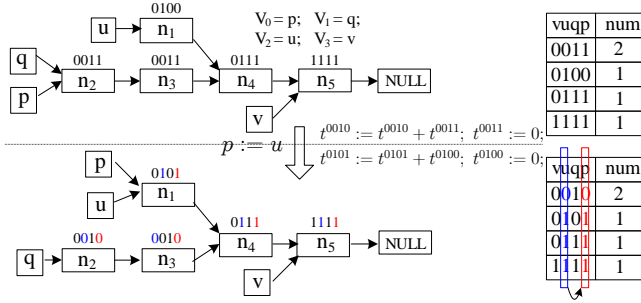 0100
V₀ = p; V₁ = q;
V₂ = u; V₃ = v
u n₁
q 0011 0011 0111 1111
n₂ n₃ n₄ n₅ NULL
p
v
vuqp num
0011 2
0100 1
0111 1
1111 1
p := u
t^0010 := t^0010 + t^0011; t^0011 := 0;
t^0101 := t^0101 + t^0100; t^0100 := 0;
p 0101
u n₁
0010 0010 0111 1111
q n₂ n₃ n₄ n₅ NULL
v
vuqp num
0010 2
0101 1
0111 1
1111 1